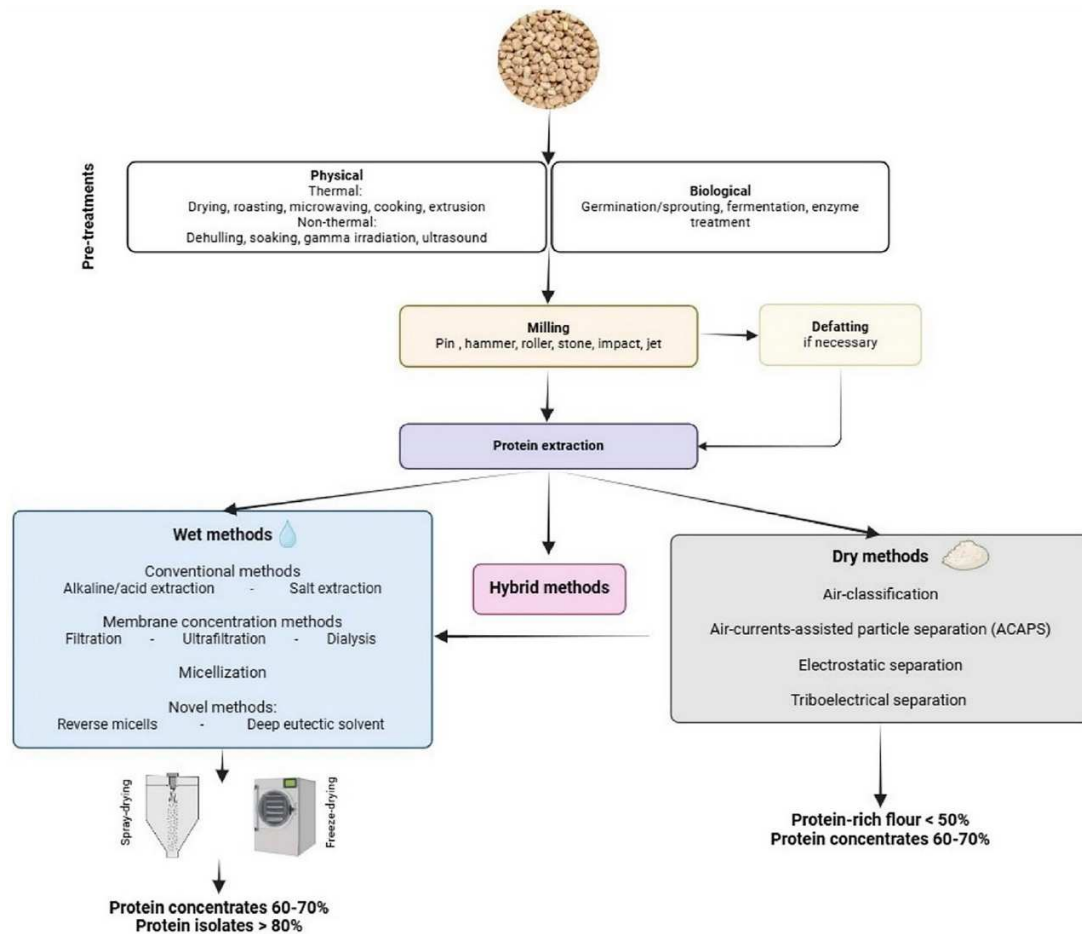 Pre-treatments
Physical
Thermal:
Drying, roasting, microwaving, cooking, extrusion
Non-thermal:
Dehulling, soaking, gamma irradiation, ultrasound
Biological
Germination/sprouting, fermentation, enzyme
treatment
Milling
Pin , hammer, roller, stone, impact, jet
Defatting
if necessary
Protein extraction
Wet methods
Conventional methods
Alkaline/acid extraction - Salt extraction
Membrane concentration methods
Filtration - Ultrafiltration - Dialysis
Micellization
Novel methods:
Reverse micells - Deep eutectic solvent
Hybrid methods
Dry methods
Air-classification
Air-currents-assisted particle separation (ACAPS)
Electrostatic separation
Triboelectrical separation
Spray-drying
Freeze-drying
Protein concentrates 60-70%
Protein isolates > 80%
Protein-rich flour < 50%
Protein concentrates 60-70%